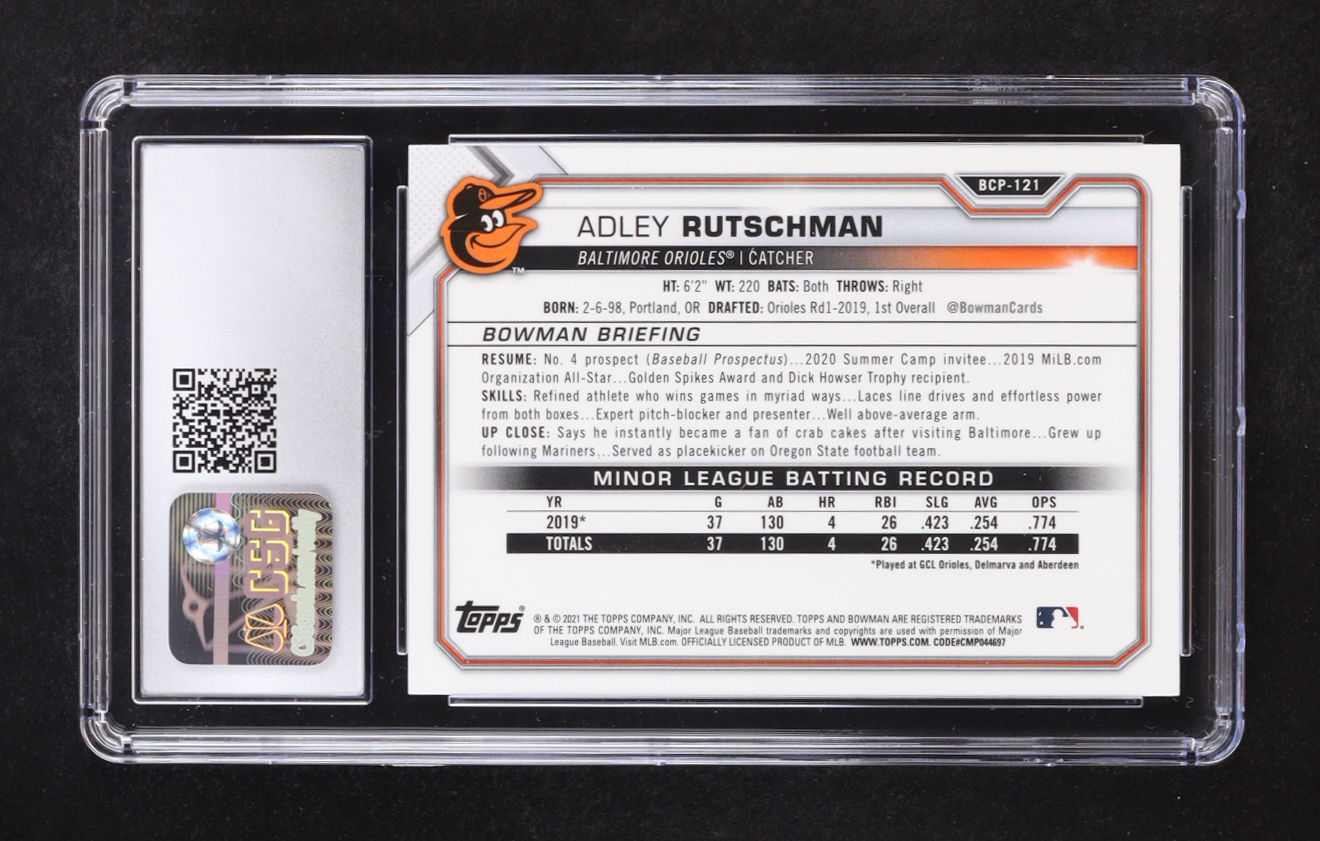 BCP-121
ADLEY RUTSCHMAN
BALTIMORE ORIOLES® | CATCHER
HT: 6'2" WT: 220 BATS: Both THROWS: Right
BORN: 2-6-98, Portland, OR DRAFTED: Orioles Rd1-2019, 1st Overall @BowmanCards
BOWMAN BRIEFING
RESUME: No. 4 prospect (Baseball Prospectus)...2020 Summer Camp invitee...2019 MiLB.com
Organization All-Star...Golden Spikes Award and Dick Howser Trophy recipient.
SKILLS: Refined athlete who wins games in myriad ways...Laces line drives and effortless power
from both boxes...Expert pitch-blocker and presenter...Well above-average arm.
UP CLOSE: Says he instantly became a fan of crab cakes after visiting Baltimore...Grew up
following Mariners...Served as placekicker on Oregon State football team.
MINOR LEAGUE BATTING RECORD
YR G AB HR RBI SLG AVG OPS
2019* 37 130 4 26 .423 .254 .774
TOTALS 37 130 4 26 .423 .254 .774
*Played at GCL Orioles, Delmarva and Aberdeen
Topps®
® & © 2021 THE TOPPS COMPANY, INC. ALL RIGHTS RESERVED. TOPPS AND BOWMAN ARE REGISTERED TRADEMARKS
OF THE TOPPS COMPANY, INC. Major League Baseball trademarks and copyrights are used with permission of Major
League Baseball. Visit MLB.com. OFFICIALLY LICENSED PRODUCT OF MLB. WWW.TOPPS.COM. CODE#CMP044697
TM
CSG